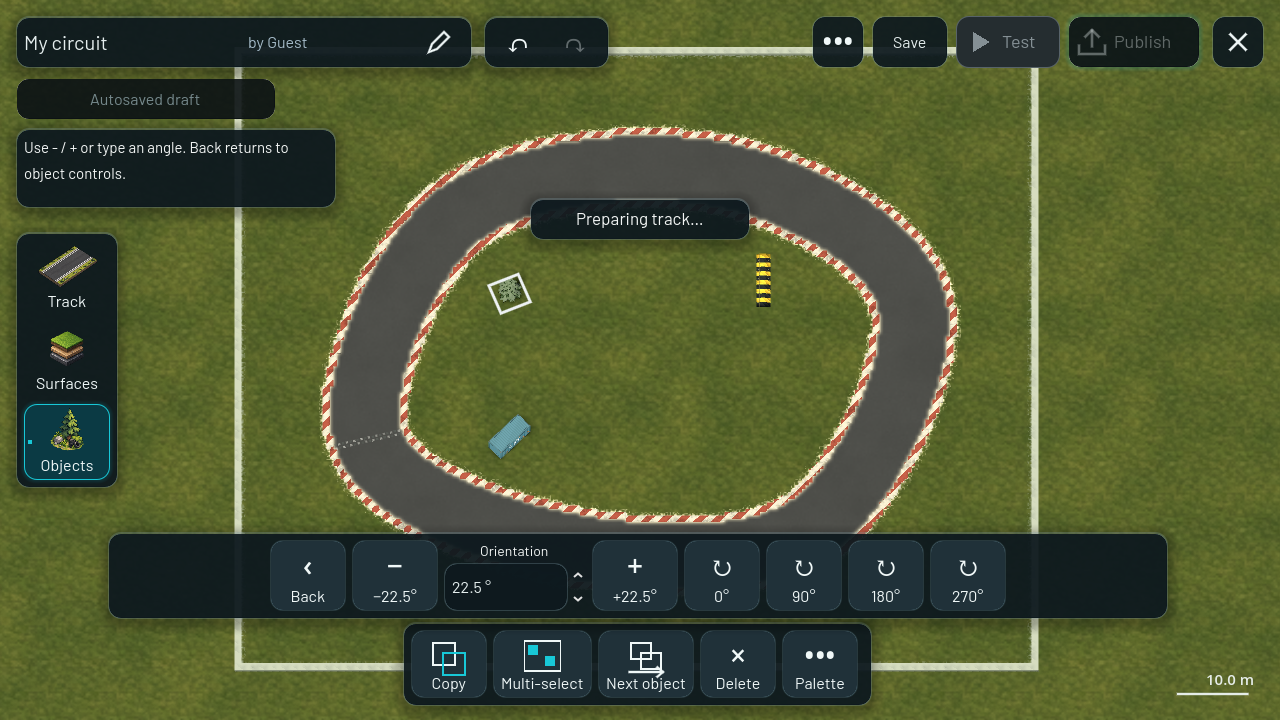 My circuit
by Guest
Save
Test
Publish
Autosaved draft
Use - / + or type an angle. Back returns to
object controls.
Preparing track...
Track
Surfaces
Objects
Orientation
Back
−22.5°
22.5 °
+22.5°
0°
90°
180°
270°
Copy
Multi-select
Next object
Delete
Palette
10.0 m